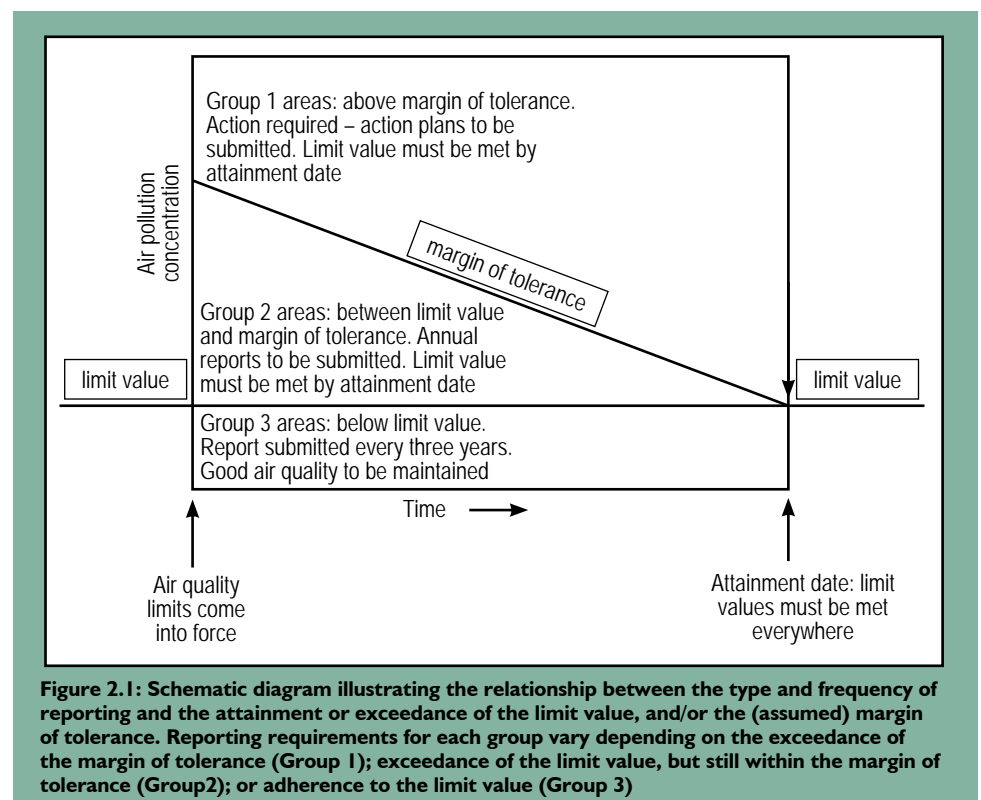 Group 1 areas: above margin of tolerance.
Action required – action plans to be
submitted. Limit value must be met by
attainment date
Air pollution
concentration
margin of tolerance
Group 2 areas: between limit value
and margin of tolerance. Annual
reports to be submitted. Limit value
must be met by attainment date
limit value
limit value
Group 3 areas: below limit value.
Report submitted every three years.
Good air quality to be maintained
Time
Air quality
limits come
into force
Attainment date: limit
values must be met
everywhere
Figure 2.1: Schematic diagram illustrating the relationship between the type and frequency of
reporting and the attainment or exceedance of the limit value, and/or the (assumed) margin
of tolerance. Reporting requirements for each group vary depending on the exceedance of
the margin of tolerance (Group 1); exceedance of the limit value, but still within the margin of
tolerance (Group2); or adherence to the limit value (Group 3)